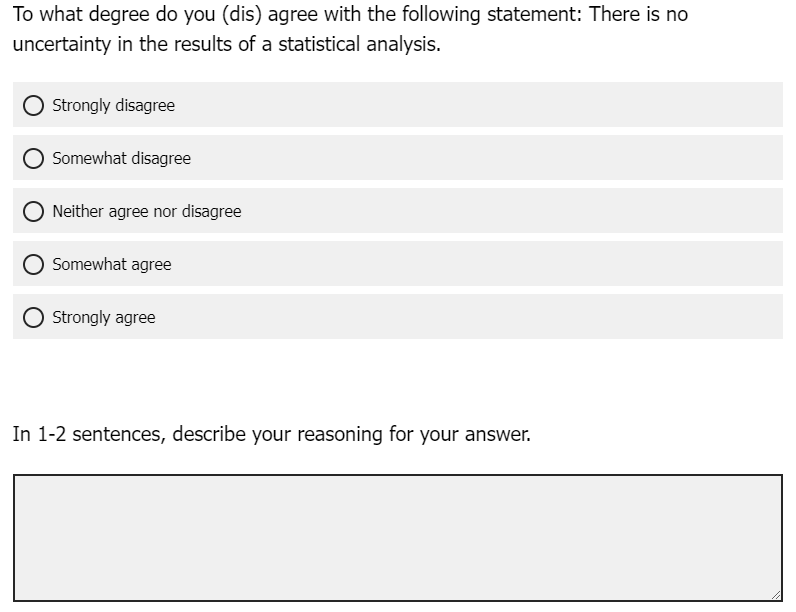 To what degree do you (dis) agree with the following statement: There is no
uncertainty in the results of a statistical analysis.
Strongly disagree
Somewhat disagree
Neither agree nor disagree
Somewhat agree
Strongly agree
In 1-2 sentences, describe your reasoning for your answer.